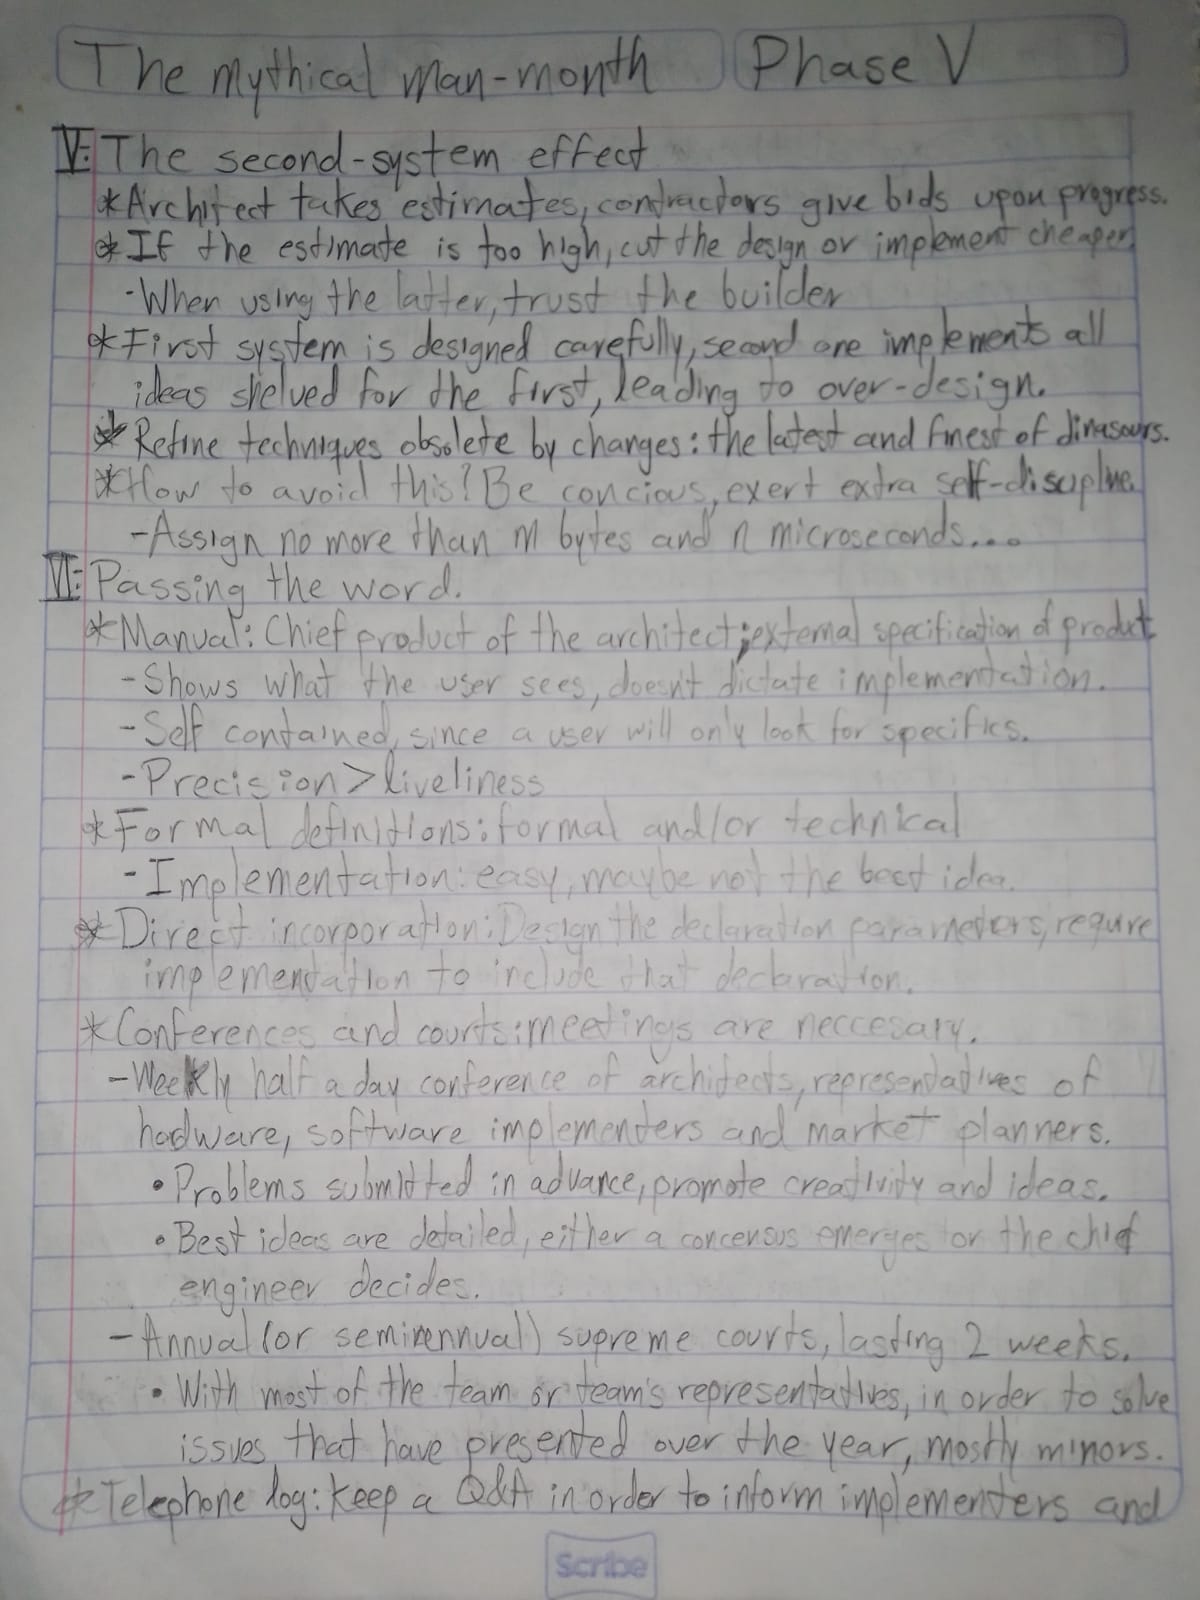 The mythical man-month Phase V
V: The second-system effect
*Architect takes estimates, contractors give bids upon progress.
*If the estimate is too high, cut the design or implement cheaper
-When using the latter, trust the builder
*First system is designed carefully, second one implements all
ideas shelved for the first, leading to over-design.
*Refine techniques obsolete by changes: the latest and finest of dinasours.
*How to avoid this? Be concious, exert extra self-discipline.
-Assign no more than m bytes and n microseconds....
VI: Passing the word.
*Manual: Chief product of the architect; external specification of product
-Shows what the user sees, doesn't dictate implementation.
-Self contained, since a user will only look for specifics.
-Precision>liveliness
*Formal definitions: formal and/or technical
-Implementation: easy, maybe not the best idea.
*Direct incorporation: Design the declaration parameters, require
implementation to include that declaration.
*Conferences and courts: meetings are neccesary.
-Weekly half a day conference of architects, representatives of
hadware, software implementers and market planners.
•Problems submitted in advance, promote creativity and ideas.
•Best ideas are detailed, either a concensus emerges or the chief
engineer decides.
-Annual (or semirennual) supreme courts, lasting 2 weeks.
•With most of the team or team's representatives, in order to solve
issues that have presented over the year, mostly minors.
*Telephone log: keep a Q&A in order to inform implementers and
Scribe